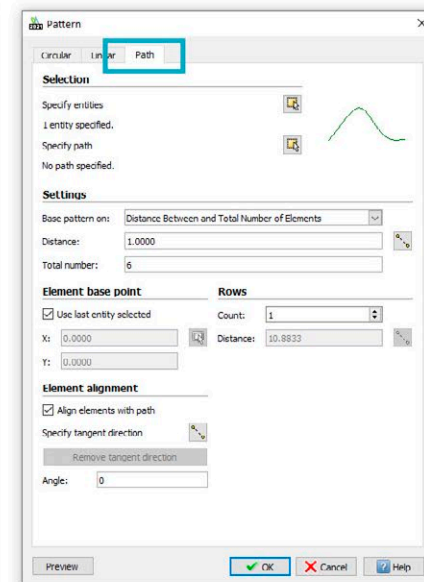 Pattern
Circular Linear Path
Selection
Specify entities
1 entity specified.
Specify path
No path specified.
Settings
Base pattern on: Distance Between and Total Number of Elements
Distance: 1.0000
Total number: 6
Element base point Rows
Use last entity selected Count: 1
X: 0.0000 Distance: 10.8833
Y: 0.0000
Element alignment
Align elements with path
Specify tangent direction
Remove tangent direction
Angle: 0
Preview OK Cancel Help